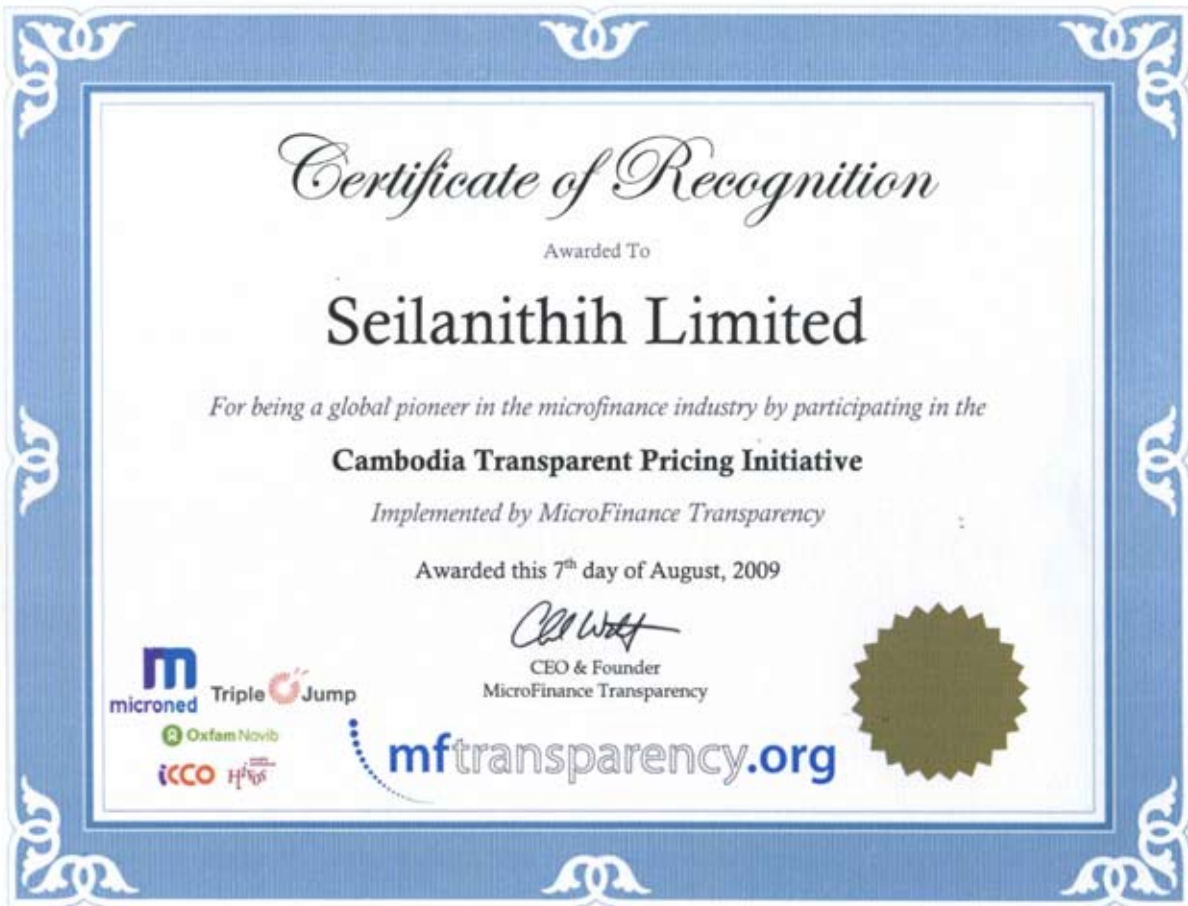 Certificate of Recognition
Awarded To
Seilanithih Limited
For being a global pioneer in the microfinance industry by participating in the
Cambodia Transparent Pricing Initiative
Implemented by MicroFinance Transparency
Awarded this 7th day of August, 2009
CEO & Founder
MicroFinance Transparency
m
microned
Triple Jump
Oxfam Novib
iCCO Hivos
mftransparency.org